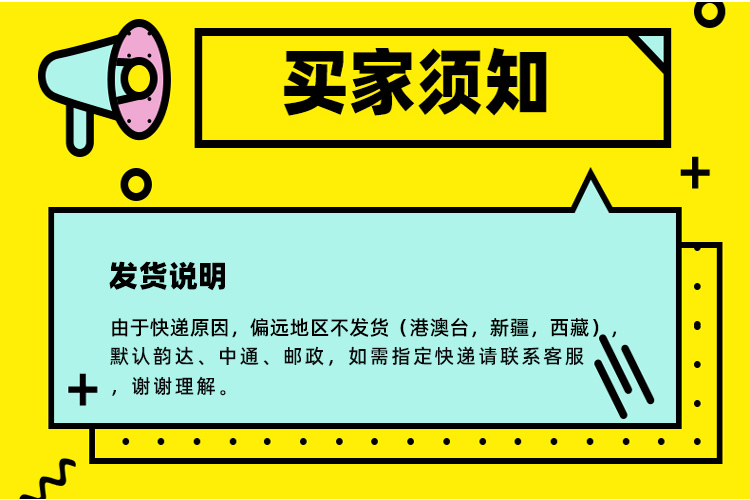 买家须知
发货说明
由于快递原因，偏远地区不发货（港澳台，新疆，西藏），
默认韵达、中通、邮政，如需指定快递请联系客服
，谢谢理解。